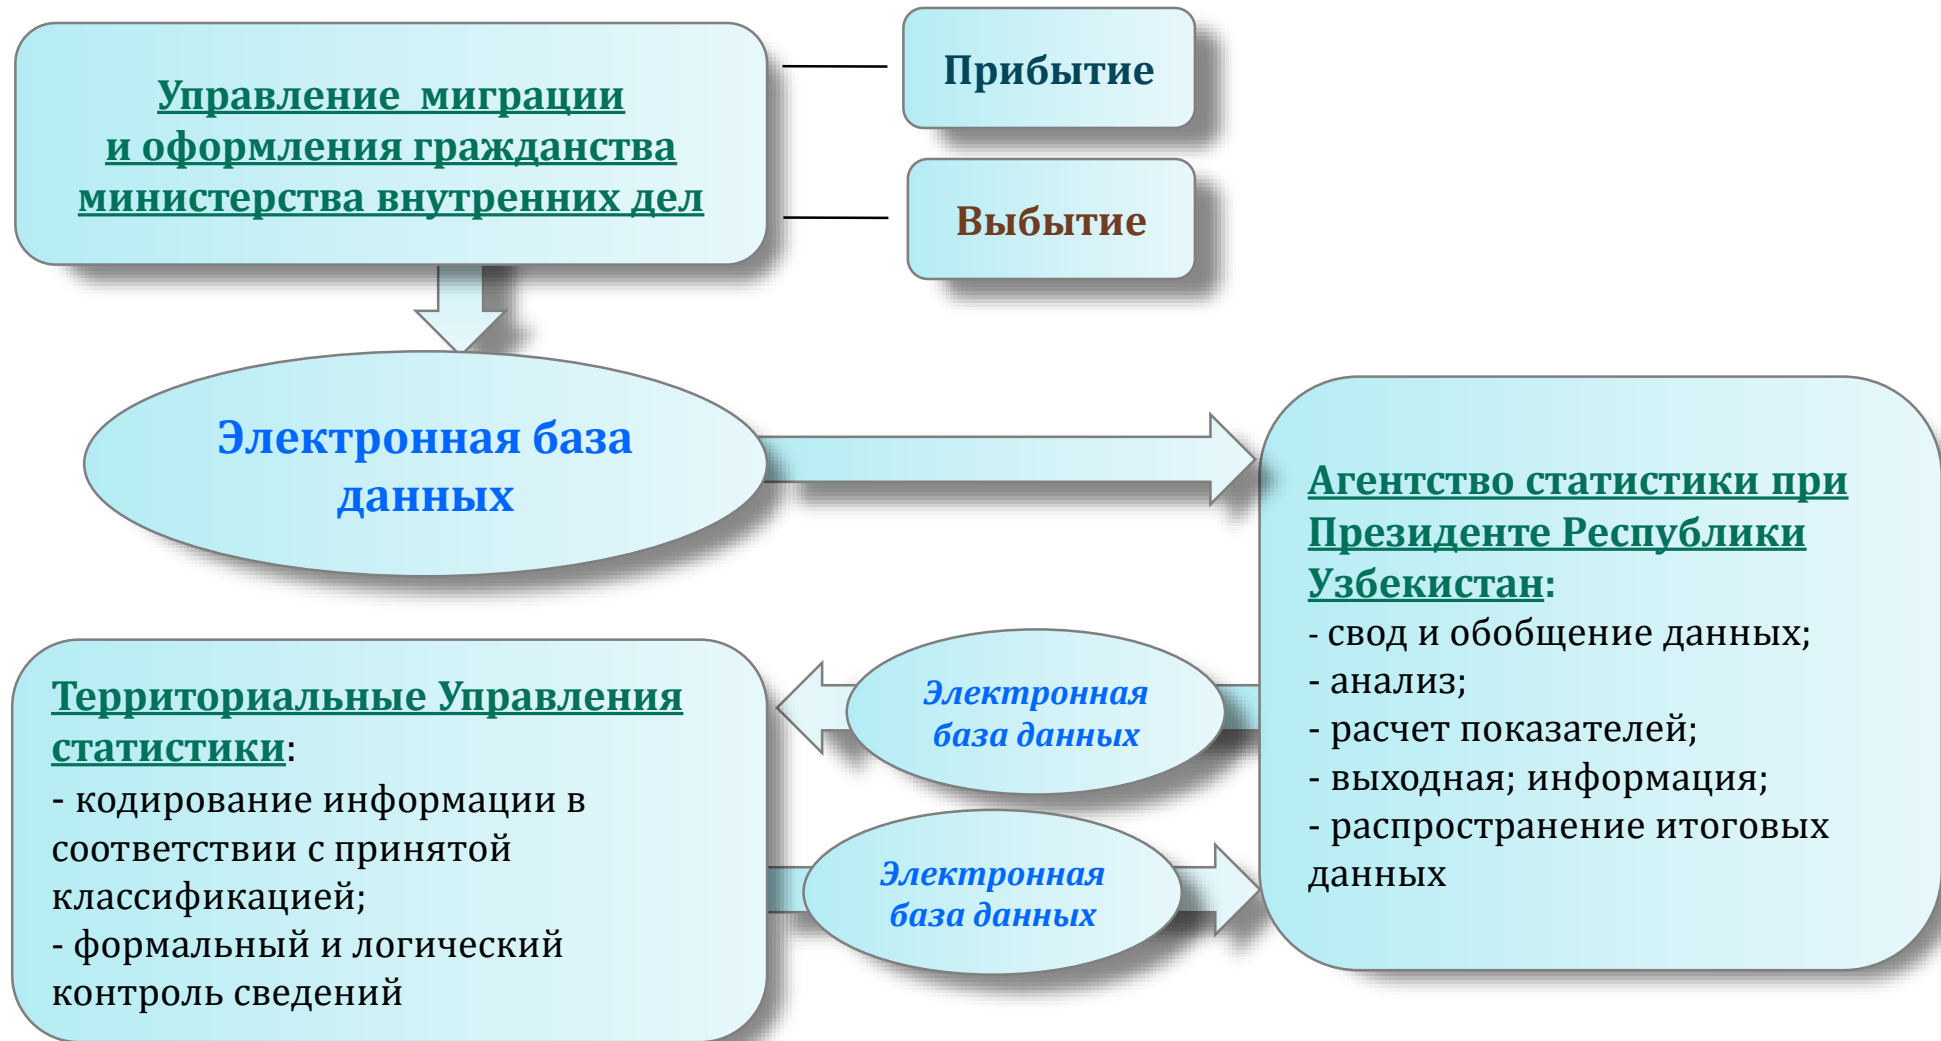 Управление миграции
и оформления гражданства
министерства внутренних дел
Прибытие
Выбытие
Электронная база
данных
Агентство статистики при
Президенте Республики
Узбекистан:
- свод и обобщение данных;
- анализ;
- расчет показателей;
- выходная; информация;
- распространение итоговых
данных
Территориальные Управления
статистики:
- кодирование информации в
соответствии с принятой
классификацией;
- формальный и логический
контроль сведений
Электронная
база данных
Электронная
база данных